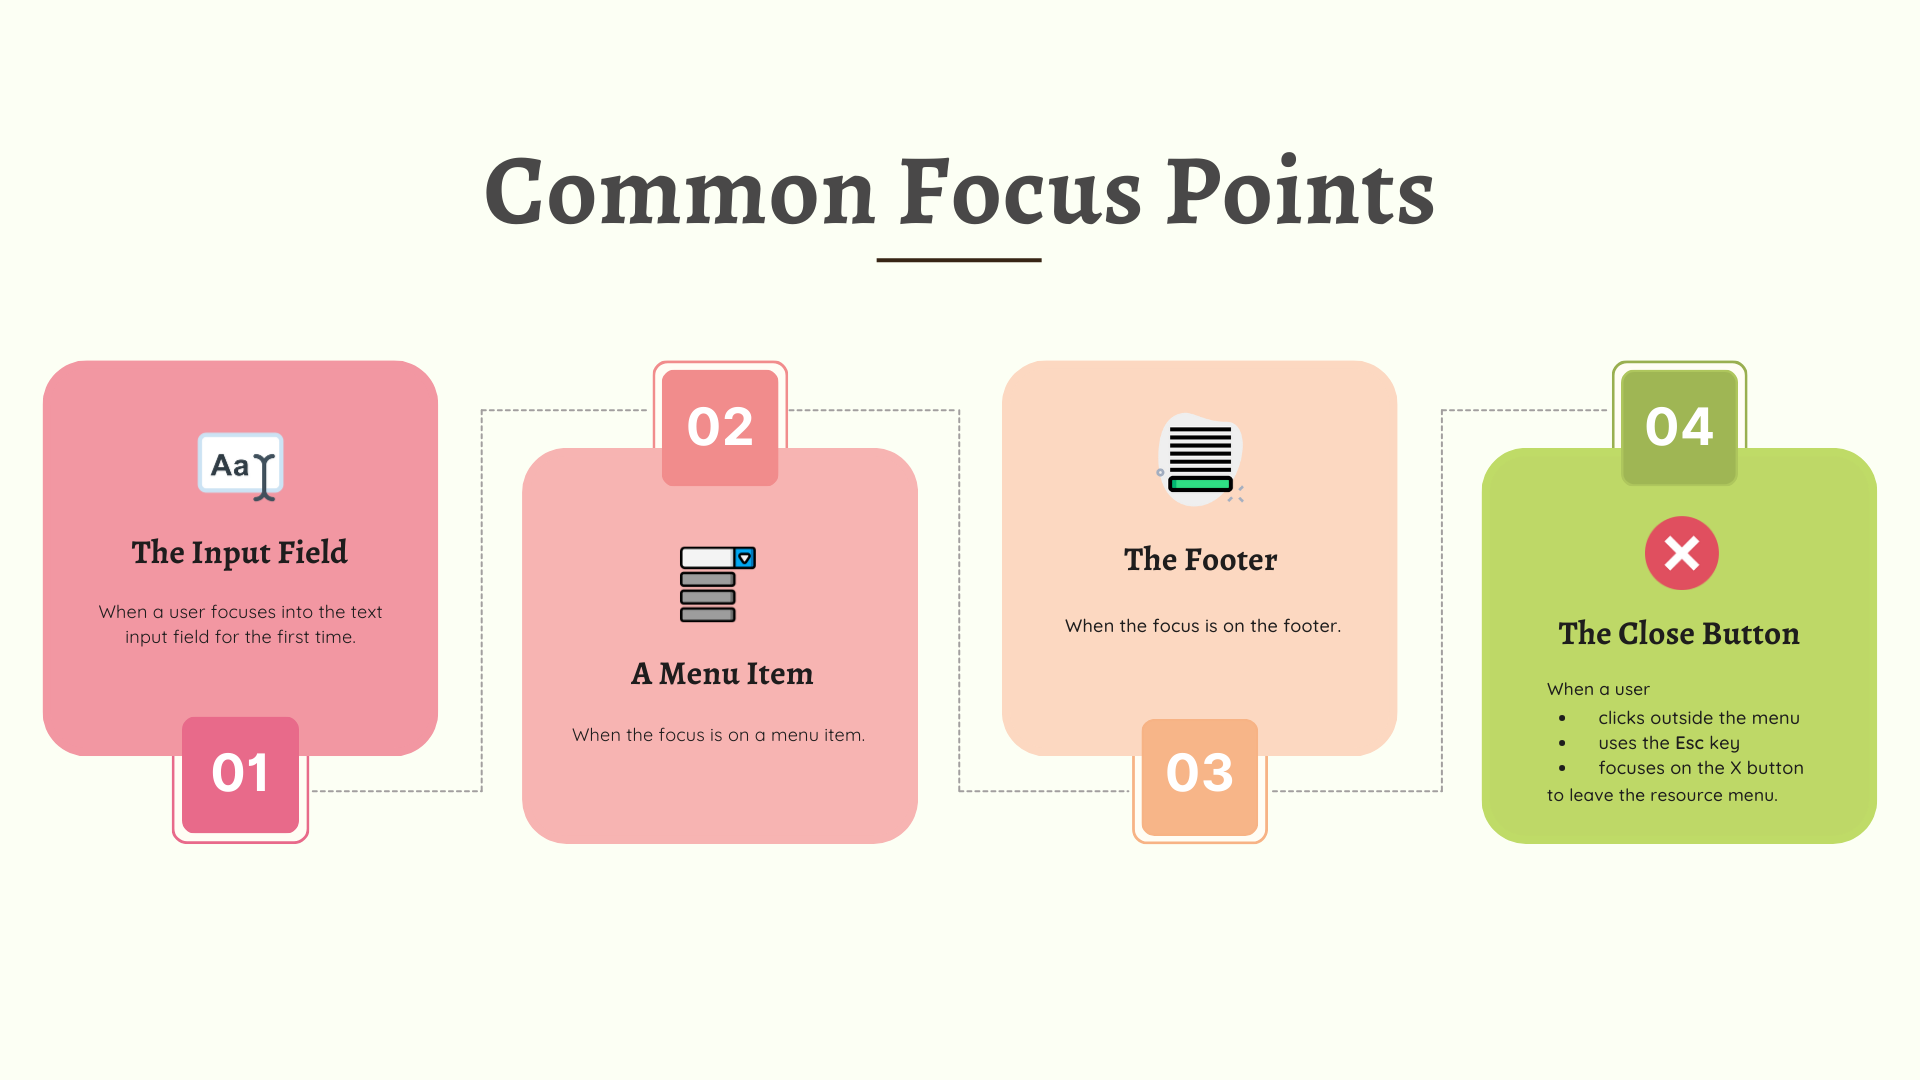 Common Focus Points
Aa
The Input Field
When a user focuses into the text
input field for the first time.
01
02
A Menu Item
When the focus is on a menu item.
The Footer
When the focus is on the footer.
03
04
The Close Button
When a user
• clicks outside the menu
• uses the Esc key
• focuses on the X button
to leave the resource menu.